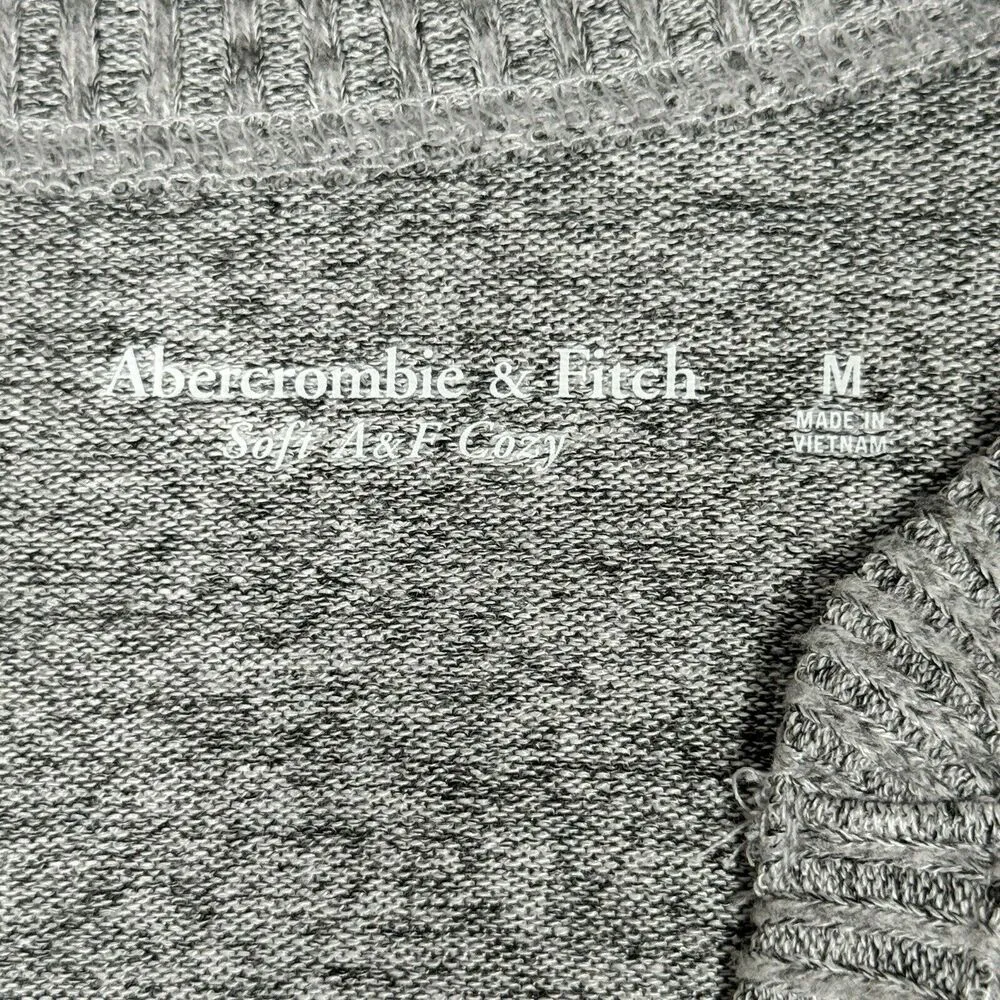 Abercrombie & Fitch
Soft A&F Cozy
M
MADE IN
VIETNAM